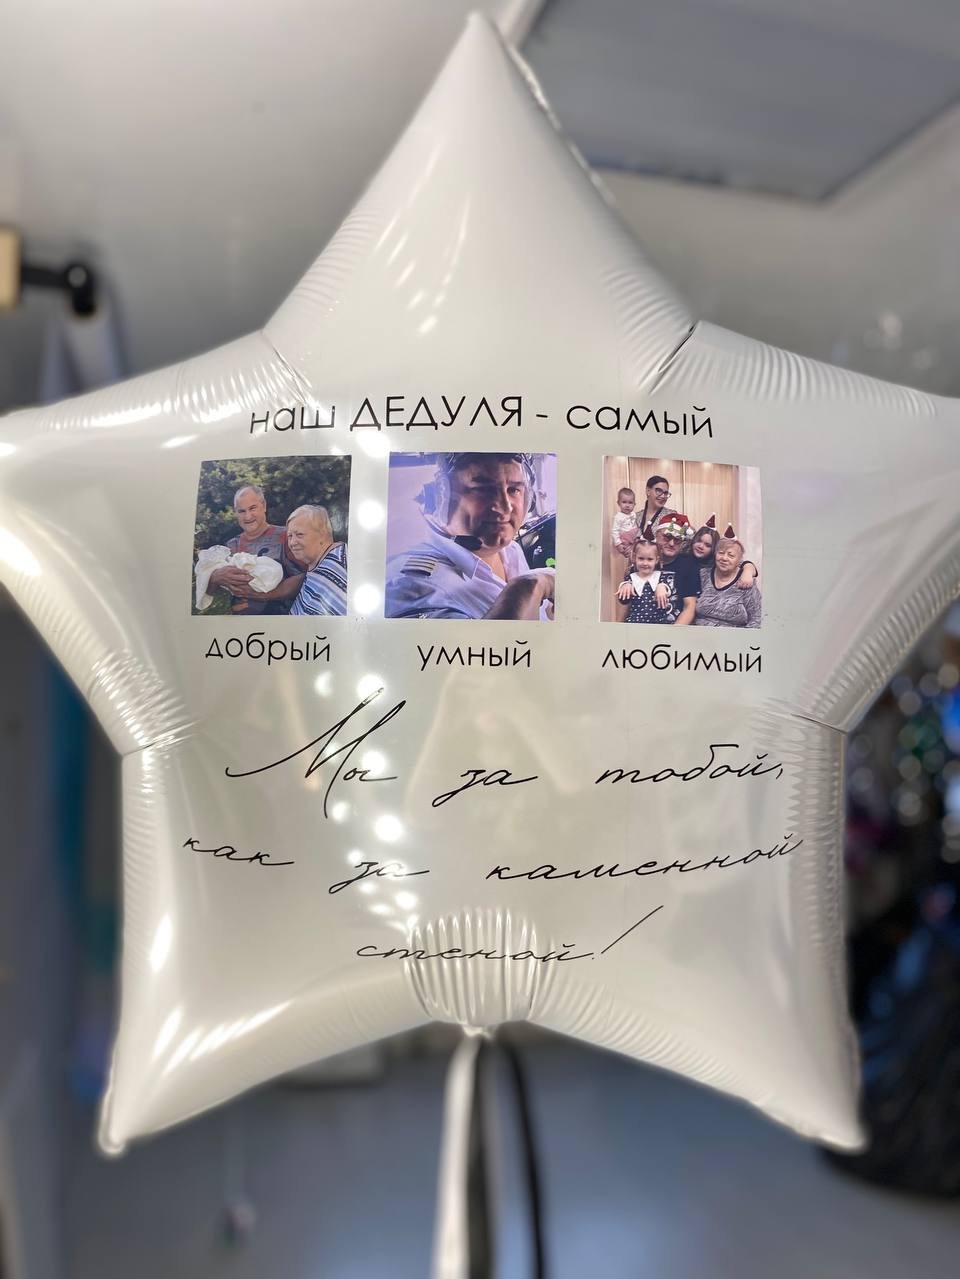 наш ДЕДУЛЯ - самый
добрый умный любимый
Мы за тобой,
как за каменной
стеной!